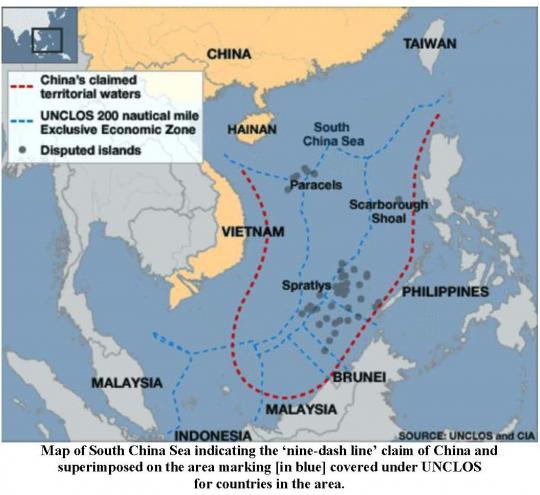 CHINA
TAIWAN
China's claimed
territorial waters
UNCLOS 200 nautical mile
Exclusive Economic Zone
Disputed islands
HAINAN
South
China Sea
Paracels
Scarborough
Shoal
VIETNAM
Spratlys
PHILIPPINES
MALAYSIA
BRUNEI
MALAYSIA
INDONESIA
SOURCE: UNCLOS and CIA
Map of South China Sea indicating the 'nine-dash line' claim of China and
superimposed on the area marking [in blue] covered under UNCLOS
for countries in the area.